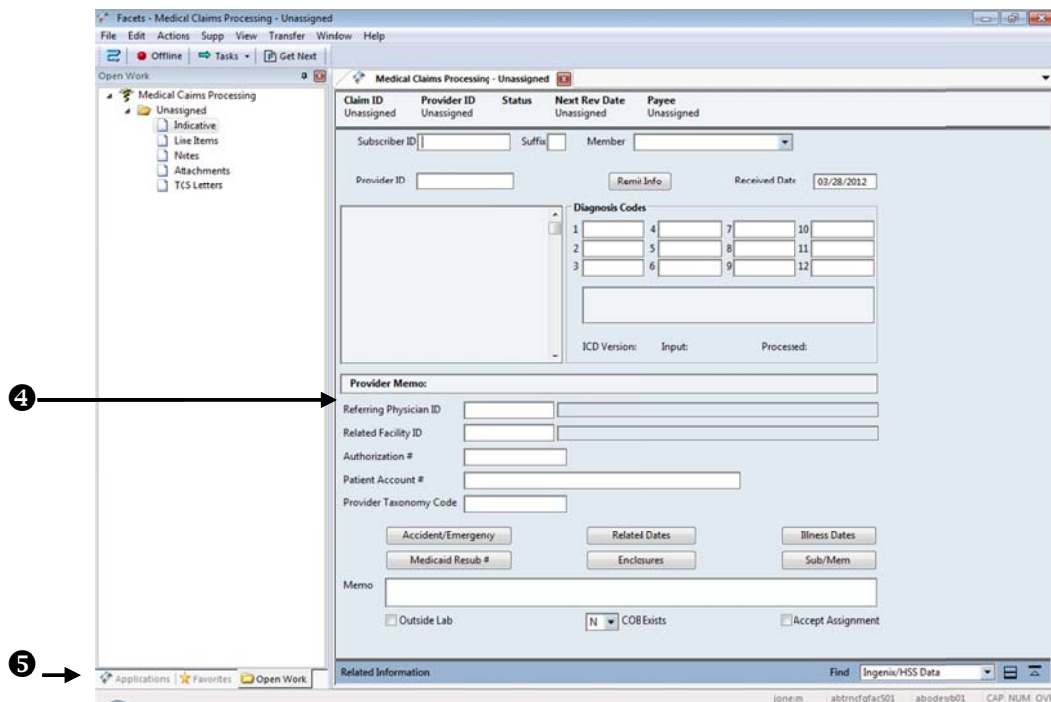 Facets - Medical Claims Processing - Unassigned
File Edit Actions Supp View Transfer Window Help
Offline Tasks Get Next
Open Work
Medical Claims Processing - Unassigned
Medical Caims Processing
Unassigned
Indicative
Line Items
Notes
Attachments
TCS Letters
Claim ID Provider ID Status Next Rev Date Payee
Unassigned Unassigned Unassigned Unassigned
Subscriber ID Suffix Member
Provider ID Remit Info Received Date 03/28/2012
Diagnosis Codes
1 4 7 10
2 5 8 11
3 6 9 12
ICD Version: Input: Processed:
Provider Memo:
❹
Referring Physician ID
Related Facility ID
Authorization #
Patient Account #
Provider Taxonomy Code
Accident/Emergency Related Dates Illness Dates
Medicaid Resub # Enclosures Sub/Mem
Memo
Outside Lab N COB Exists Accept Assignment
❺
Applications Favorites Open Work
Related Information Find Ingenix/HSS Data
CAP NUM OVR